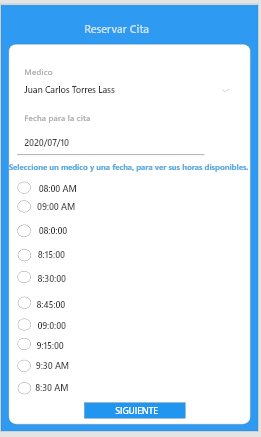 Reservar Cita
Medico
Juan Carlos Torres Lass
Fecha para la cita
2020/07/10
Seleccione un medico y una fecha, para ver sus horas disponibles.
08:00 AM
09:00 AM
08:0:00
8:15:00
8:30:00
8:45:00
09:0:00
9:15:00
9:30 AM
8:30 AM
SIGUIENTE